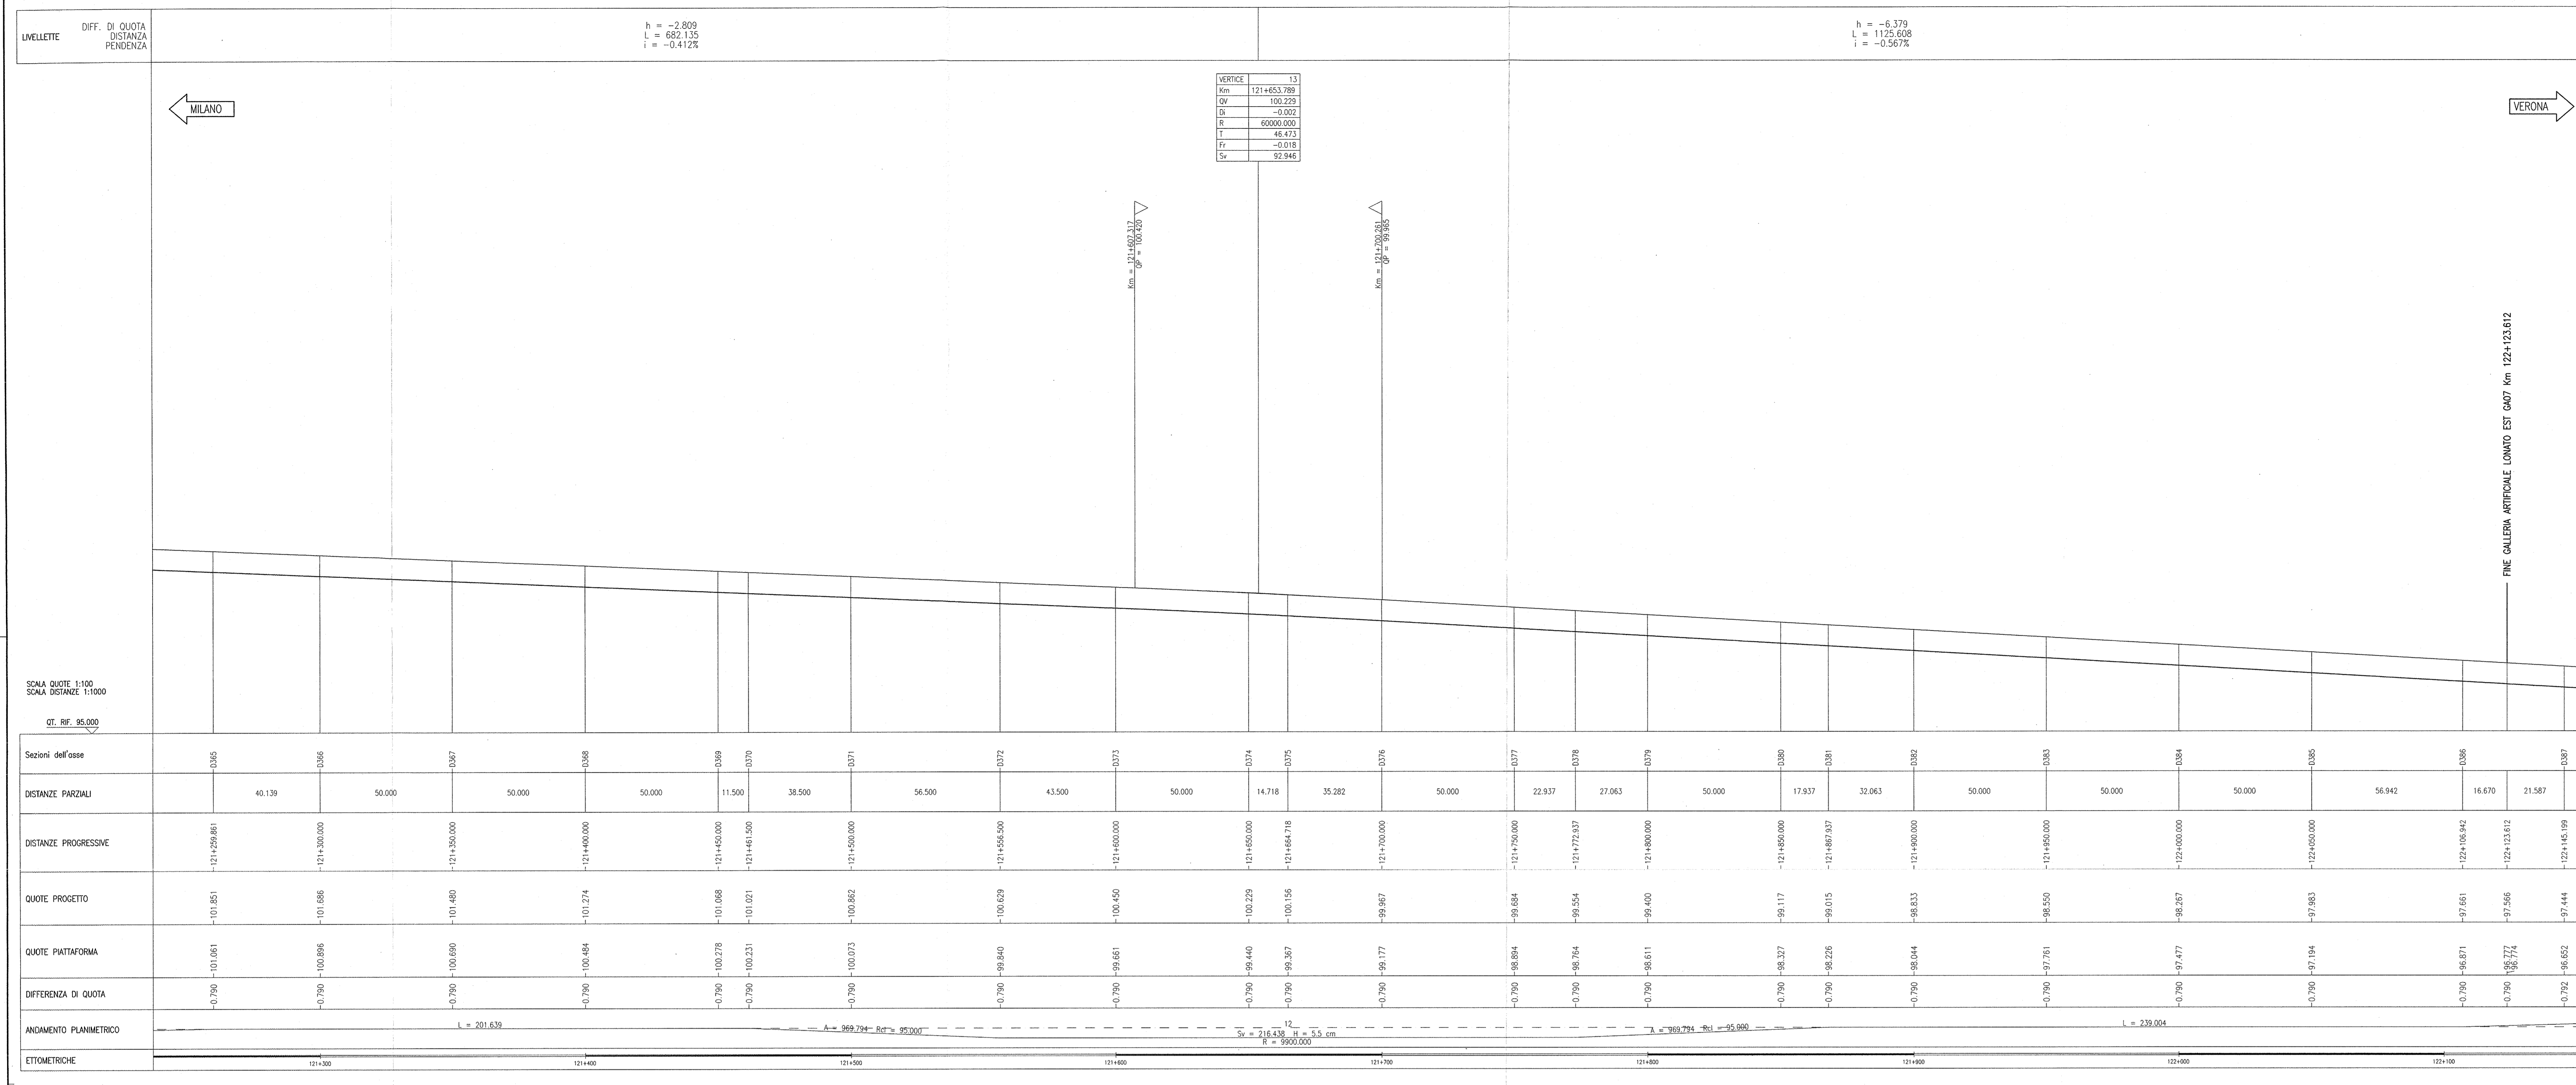 LIVELLETTE
DIFF. DI QUOTA
DISTANZA
PENDENZA
h = -2.809
L = 682.135
i = -0.412%
h = -6.379
L = 1125.608
i = -0.567%
MILANO
VERONA
VERTICE 13
Km 121+653.789
QV 100.229
Di -0.002
R 60000.000
T 46.473
Fr -0.018
Sv 92.946
Km = 121+607.317
QP = 100.420
Km = 121+700.261
QP = 99.965
FINE GALLERIA ARTIFICIALE LONATO EST GA07 Km 122+123.612
SCALA QUOTE 1:100
SCALA DISTANZE 1:1000
QT. RIF. 95.000
Sezioni dell'asse D365 D366 D367 D368 D369 D370 D371 D372 D373 D374 D375 D376 D377 D378 D379 D380 D381 D382 D383 D384 D385 D386 D387
DISTANZE PARZIALI 40.139 50.000 50.000 50.000 11.500 38.500 56.500 43.500 50.000 14.718 35.282 50.000 22.937 27.063 50.000 17.937 32.063 50.000 50.000 50.000 56.942 16.670 21.587
DISTANZE PROGRESSIVE 121+259.861 121+300.000 121+350.000 121+400.000 121+450.000 121+461.500 121+500.000 121+556.500 121+600.000 121+650.000 121+664.718 121+700.000 121+750.000 121+772.937 121+800.000 121+850.000 121+867.937 121+900.000 121+950.000 122+000.000 122+050.000 122+106.942 122+123.612 122+145.199
QUOTE PROGETTO 101.851 101.686 101.480 101.274 101.068 101.021 100.862 100.629 100.450 100.229 100.156 99.967 99.684 99.554 99.400 99.117 99.015 98.833 98.550 98.267 97.983 97.661 97.566 97.444
QUOTE PIATTAFORMA 101.061 100.896 100.690 100.484 100.278 100.231 100.073 99.840 99.661 99.440 99.367 99.177 98.894 98.764 98.611 98.327 98.226 98.044 97.761 97.477 97.194 96.871 96.777 96.774 96.652
DIFFERENZA DI QUOTA 0.790 0.790 0.790 0.790 0.790 0.790 0.790 0.790 0.790 0.790 0.790 0.790 0.790 0.790 0.790 0.790 0.790 0.790 0.790 0.790 0.790 0.790 0.790 0.792
ANDAMENTO PLANIMETRICO L = 201.639 A = 969.794 Rcl = 95.000 12 A = 969.794 Rcl = 95.000 L = 239.004
Sv = 216.438 H = 5.5 cm
R = 9900.000
ETTOMETRICHE 121+300 121+400 121+500 121+600 121+700 121+800 121+900 122+000 122+100